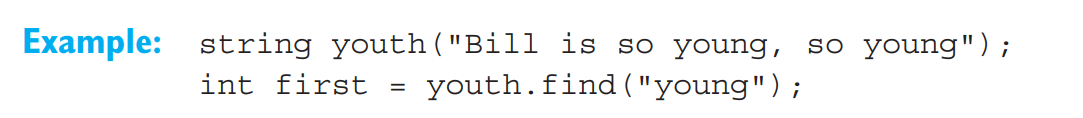 Example: string youth("Bill is so young, so young");
int first = youth.find("young");